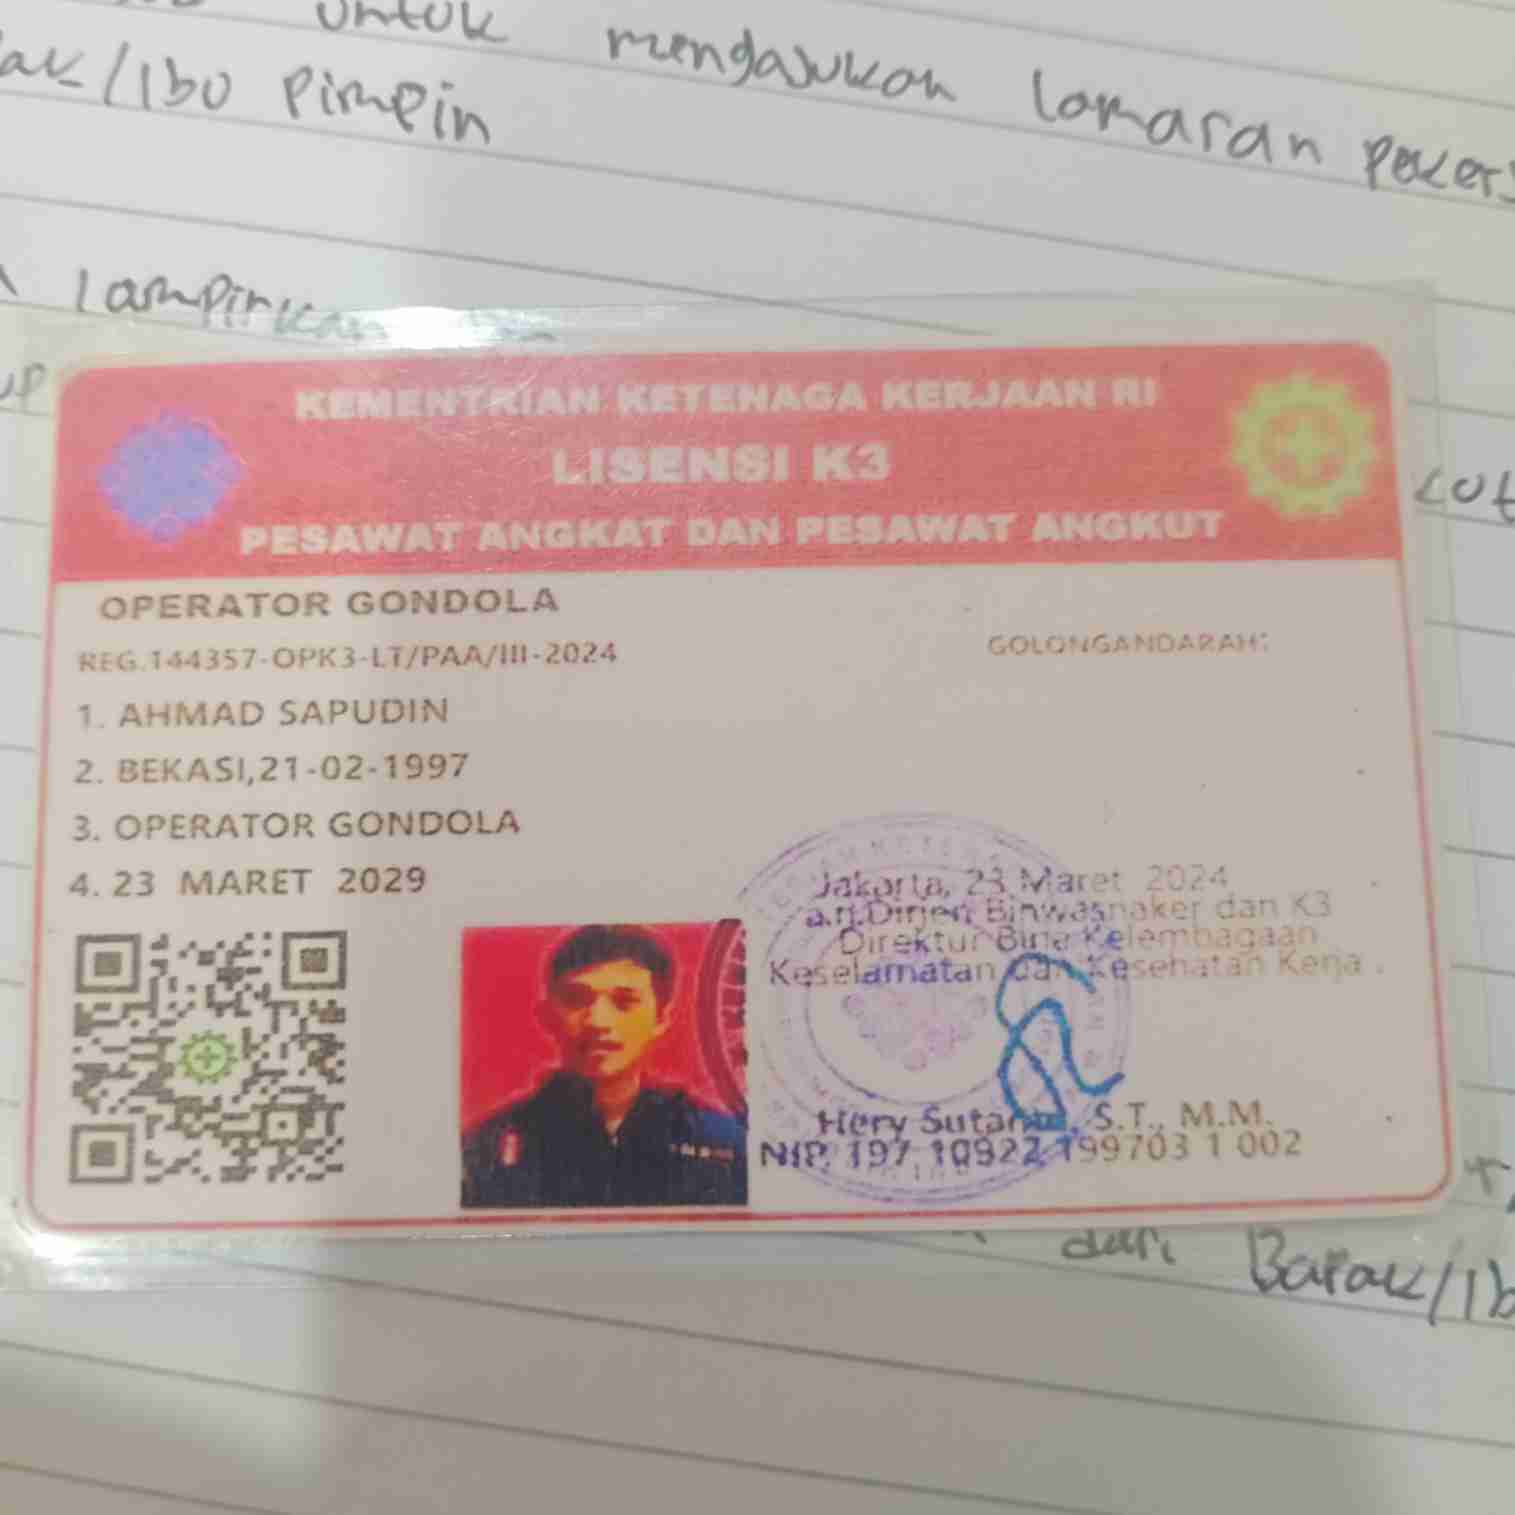 untuk mengajukan lamaran
/Ibu Pimpin
lampirkan
KEMENTRIAN KETENAGA KERJAAN RI
LISENSI K3
PESAWAT ANGKAT DAN PESAWAT ANGKUT
OPERATOR GONDOLA
REG.144357-OPK3-LT/PAA/III-2024
GOLONGANDARAH:
1. AHMAD SAPUDIN
2. BEKASI,21-02-1997
3. OPERATOR GONDOLA
4. 23 MARET 2029
Jakarta, 23 Maret 2024
a.n.Dirjen Binwasnaker dan K3
Direktur Bina Kelembagaan
Keselamatan dan Kesehatan Kerja .
Hery Sutanto, S.T., M.M.
NIP. 197 10922 199703 1 002
dari Bapak/Ib